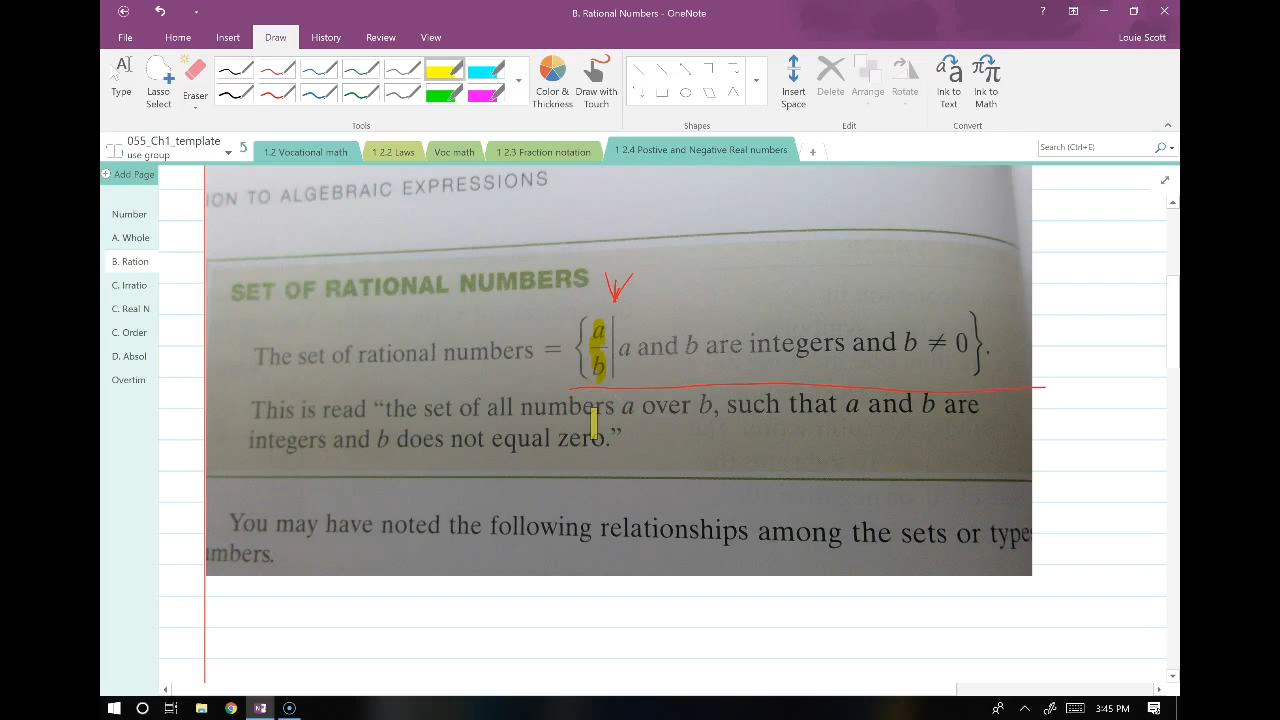 B. Rational Numbers - OneNote
?
File Home Insert Draw History Review View
Louie Scott
Type
Lasso Select
Eraser
Color & Thickness
Draw with Touch
Insert Space
Delete
Arrange
Rotate
Ink to Text
Ink to Math
Tools
Shapes
Edit
Convert
055_Ch1_template
use group
1.2 Vocational math
1 2.2 Laws
Voc math
1 2.3 Fraction notation
1 2.4 Postive and Negative Real numbers
Search (Ctrl+E)
Add Page
Number
A. Whole
B. Ration
C. Irratio
C. Real N
C. Order
D. Absol
Overtim
ION TO ALGEBRAIC EXPRESSIONS
SET OF RATIONAL NUMBERS
The set of rational numbers = {a/b | a and b are integers and b ≠ 0}.
This is read “the set of all numbers a over b, such that a and b are
integers and b does not equal zero.”
You may have noted the following relationships among the sets or type
umbers.
3:45 PM